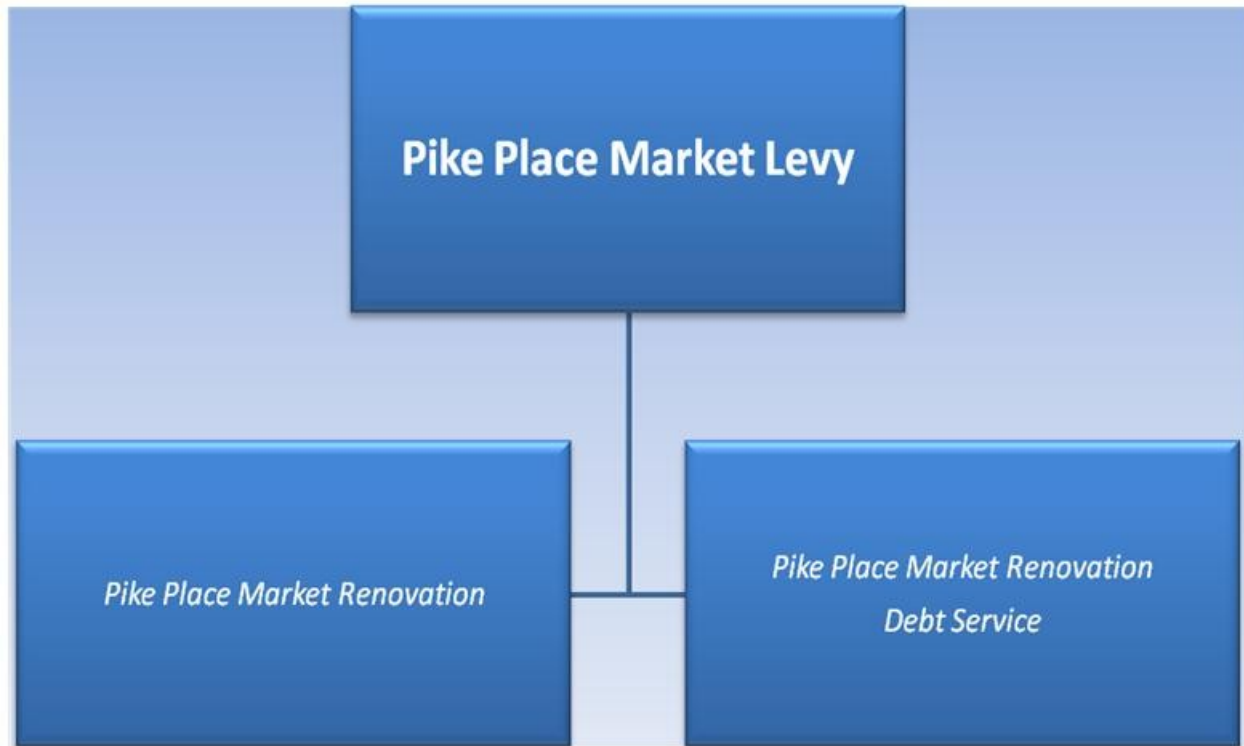 Pike Place Market Levy
Pike Place Market Renovation
Pike Place Market Renovation
Debt Service